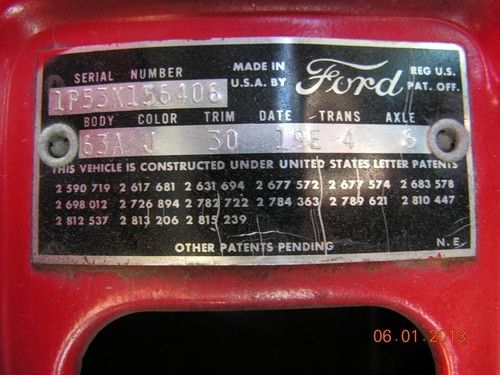 SERIAL NUMBER MADE IN U.S.A. BY Ford REG U.S. PAT. OFF.
1P53X156406
BODY COLOR TRIM DATE TRANS AXLE
63A J 30 19E 4 6
THIS VEHICLE IS CONSTRUCTED UNDER UNITED STATES LETTER PATENTS
2 590 719 2 617 681 2 631 694 2 677 572 2 677 574 2 683 578
2 698 012 2 726 894 2 782 722 2 784 363 2 789 621 2 810 447
2 812 537 2 813 206 2 815 239
OTHER PATENTS PENDING N.E.
06.01.2013